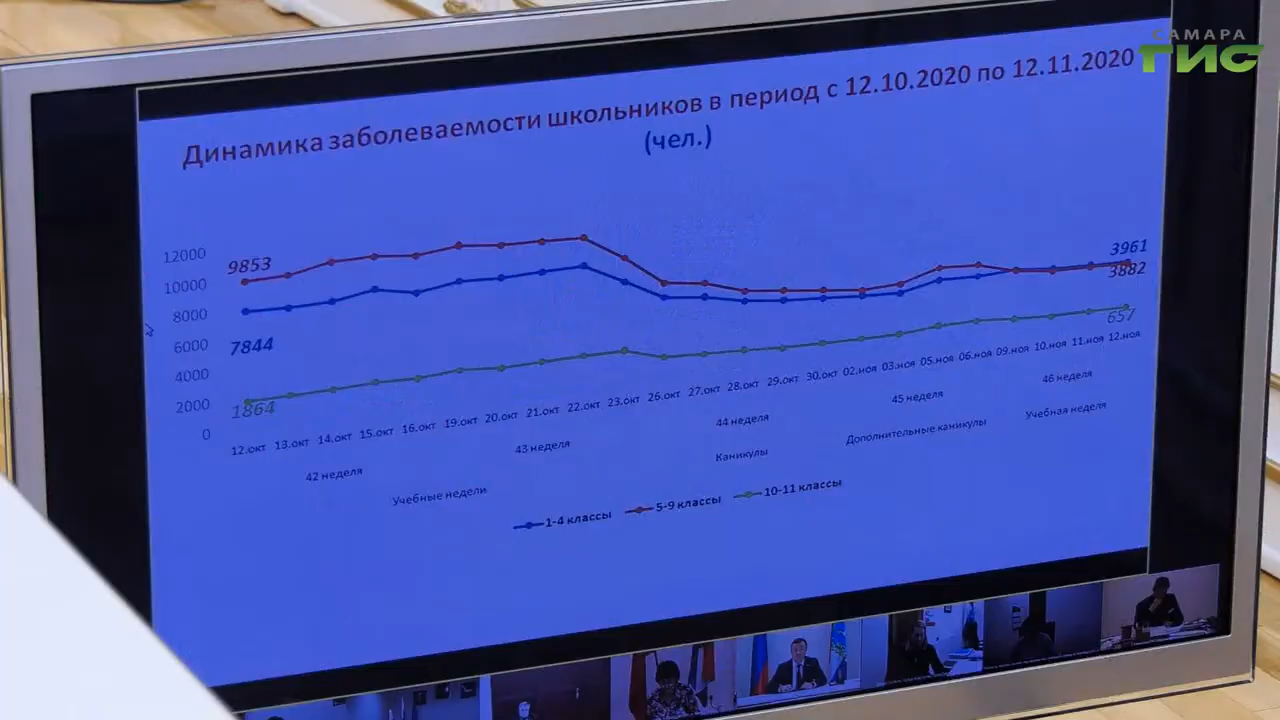 САМАРА
ГИС
Динамика заболеваемости школьников в период с 12.10.2020 по 12.11.2020
(чел.)
12000
10000
8000
6000
4000
2000
0
9853
7844
1864
3961
3882
657
12.окт 13.окт 14.окт 15.окт 16.окт 19.окт 20.окт 21.окт 22.окт 23.окт 26.окт 27.окт 28.окт 29.окт 30.окт 02.ноя 03.ноя 05.ноя 06.ноя 09.ноя 10.ноя 11.ноя 12.ноя
42 неделя 43 неделя 44 неделя 45 неделя 46 неделя
Учебные недели Каникулы Дополнительные каникулы Учебная неделя
1-4 классы 5-9 классы 10-11 классы